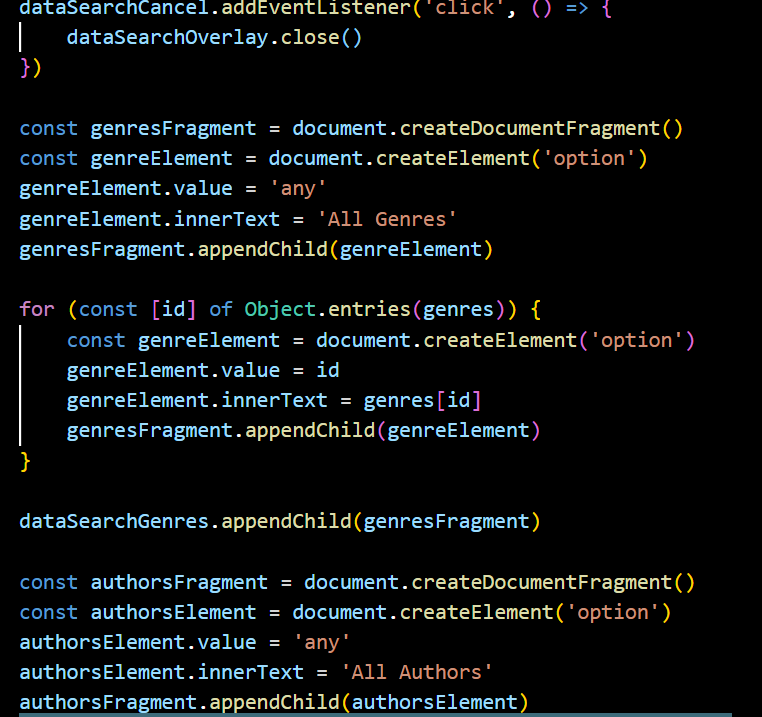 dataSearchCancel.addEventListener('click', () => {
    dataSearchOverlay.close()
})

const genresFragment = document.createDocumentFragment()
const genreElement = document.createElement('option')
genreElement.value = 'any'
genreElement.innerText = 'All Genres'
genresFragment.appendChild(genreElement)

for (const [id] of Object.entries(genres)) {
    const genreElement = document.createElement('option')
    genreElement.value = id
    genreElement.innerText = genres[id]
    genresFragment.appendChild(genreElement)
}

dataSearchGenres.appendChild(genresFragment)

const authorsFragment = document.createDocumentFragment()
const authorsElement = document.createElement('option')
authorsElement.value = 'any'
authorsElement.innerText = 'All Authors'
authorsFragment.appendChild(authorsElement)